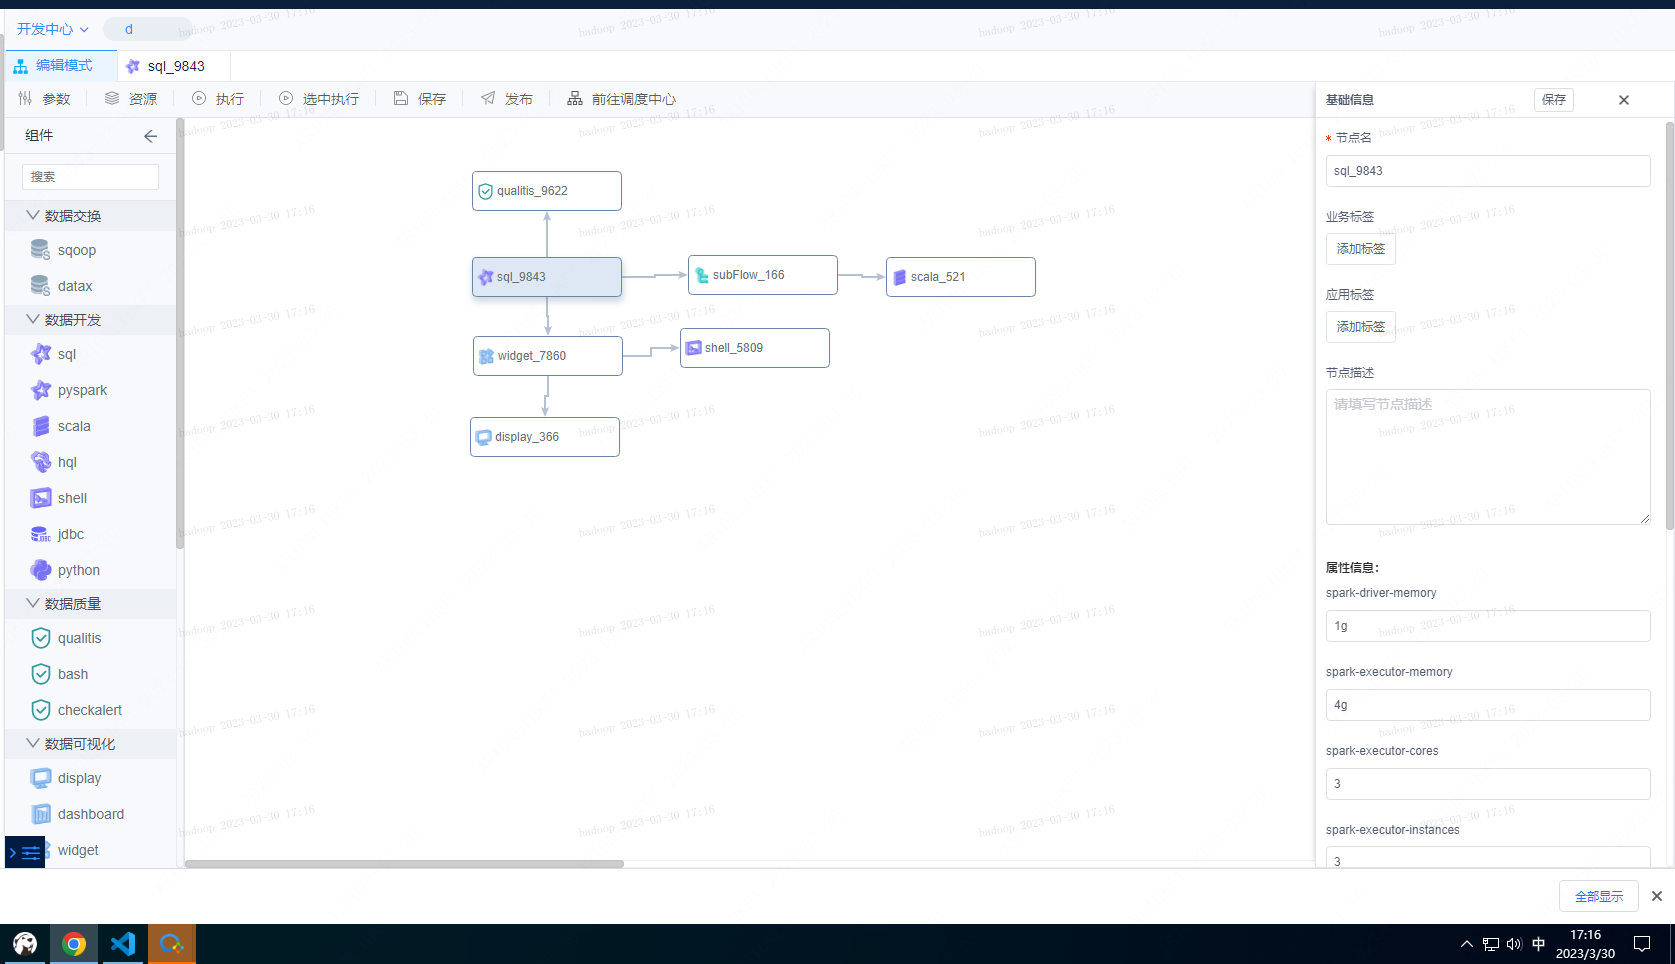 开发中心
d
编辑模式
sql_9843
参数
资源
执行
选中执行
保存
发布
前往调度中心
组件
搜索
数据交换
sqoop
datax
数据开发
sql
pyspark
scala
hql
shell
jdbc
python
数据质量
qualitis
bash
checkalert
数据可视化
display
dashboard
widget
qualitis_9622
sql_9843
subFlow_166
scala_521
widget_7860
shell_5809
display_366
基础信息
保存
* 节点名
sql_9843
业务标签
添加标签
应用标签
添加标签
节点描述
请填写节点描述
属性信息：
spark-driver-memory
1g
spark-executor-memory
4g
spark-executor-cores
3
spark-executor-instances
3
hadoop 2023-03-30 17:16
全部显示
中
17:16
2023/3/30